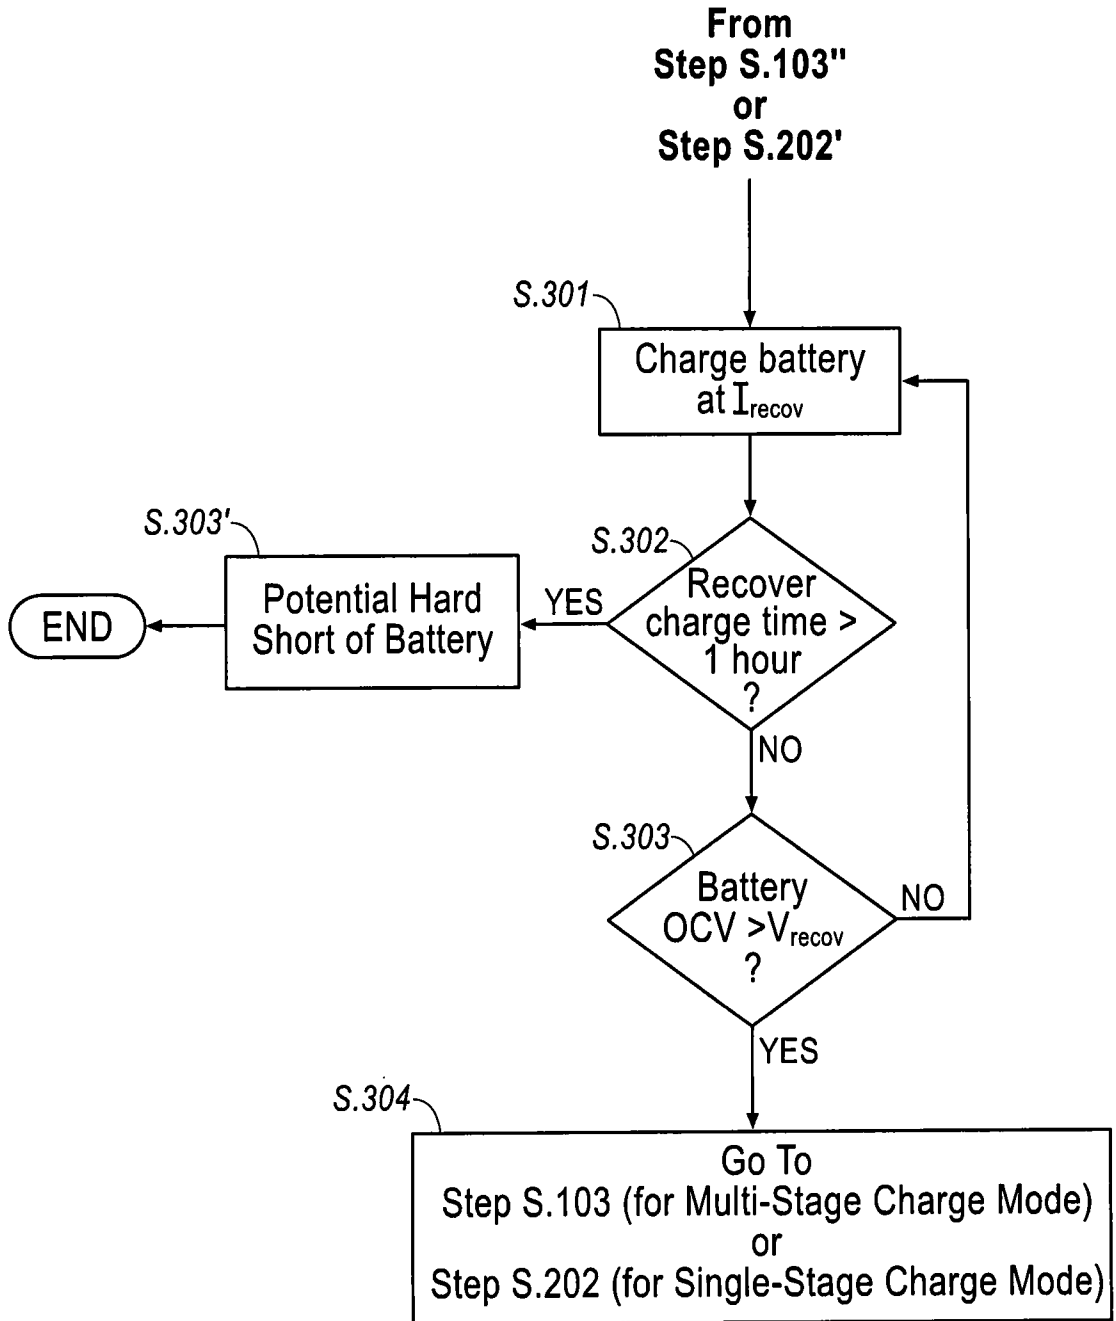 From
Step S.103"
or
Step S.202'
S.301
Charge battery
at Irecov
S.303'
S.302
Potential Hard
Short of Battery
END
YES
Recover
charge time >
1 hour
?
NO
S.303
Battery
OCV >Vrecov
?
NO
YES
S.304
Go To
Step S.103 (for Multi-Stage Charge Mode)
or
Step S.202 (for Single-Stage Charge Mode)